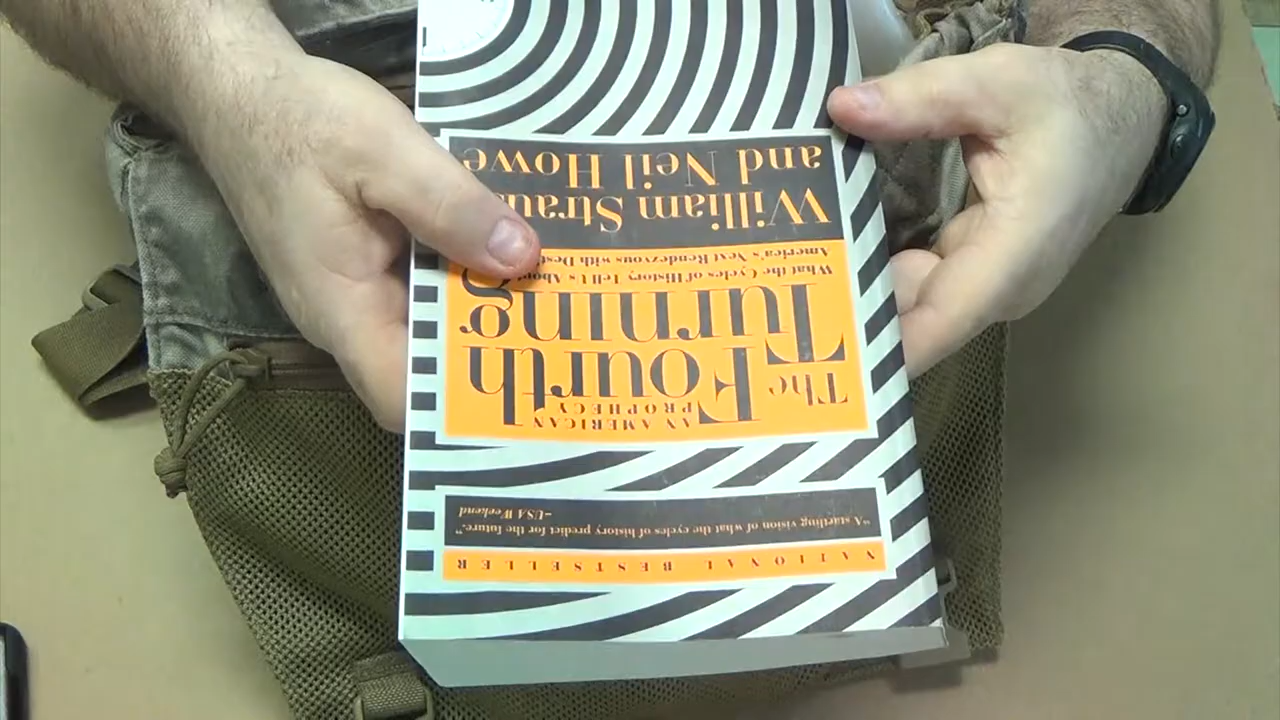 NATIONAL BESTSELLER
“A startling vision of what the cycles of history predict for the future.”
–USA Weekend
AN AMERICAN
PROPHECY
The Fourth
Turning
What the Cycles of History Tell Us About
America's Next Rendezvous with Desti
William Strau
and Neil Howe